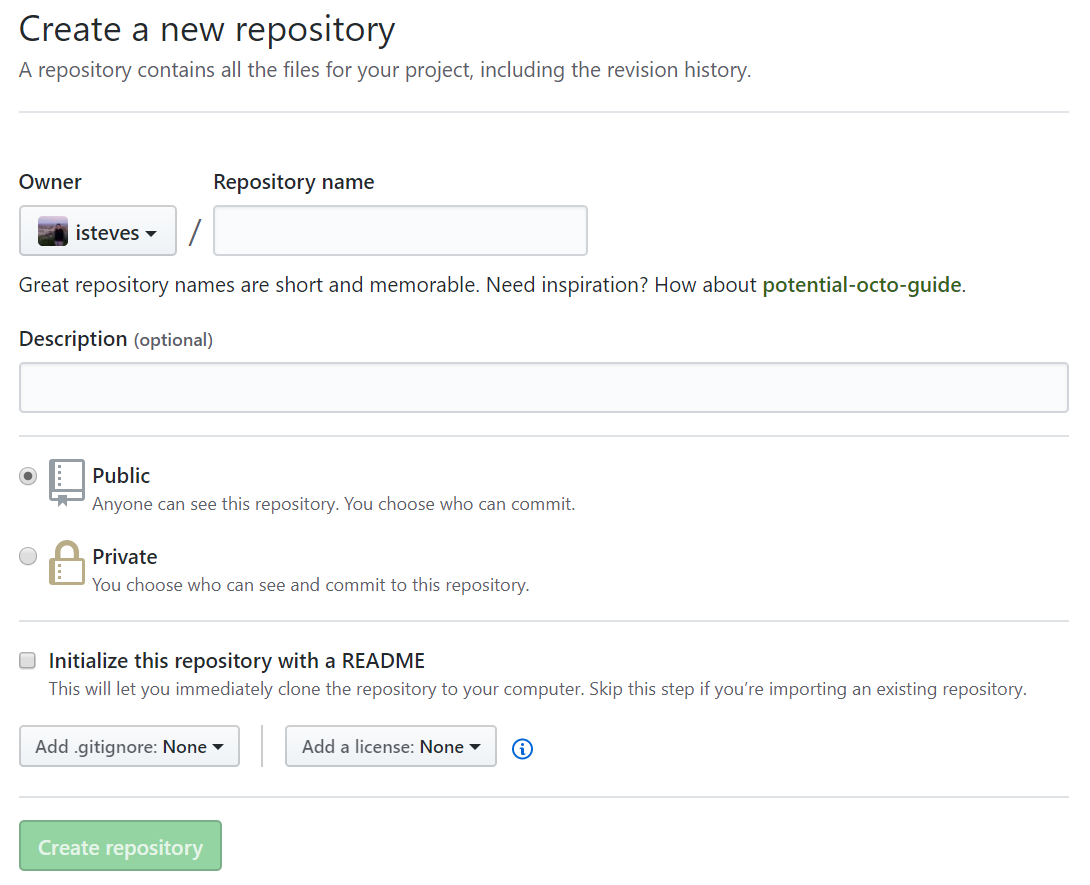 Create a new repository
A repository contains all the files for your project, including the revision history.
Owner
Repository name
isteves
/
Great repository names are short and memorable. Need inspiration? How about potential-octo-guide.
Description (optional)
Public
Anyone can see this repository. You choose who can commit.
Private
You choose who can see and commit to this repository.
Initialize this repository with a README
This will let you immediately clone the repository to your computer. Skip this step if you’re importing an existing repository.
Add .gitignore: None
Add a license: None
Create repository